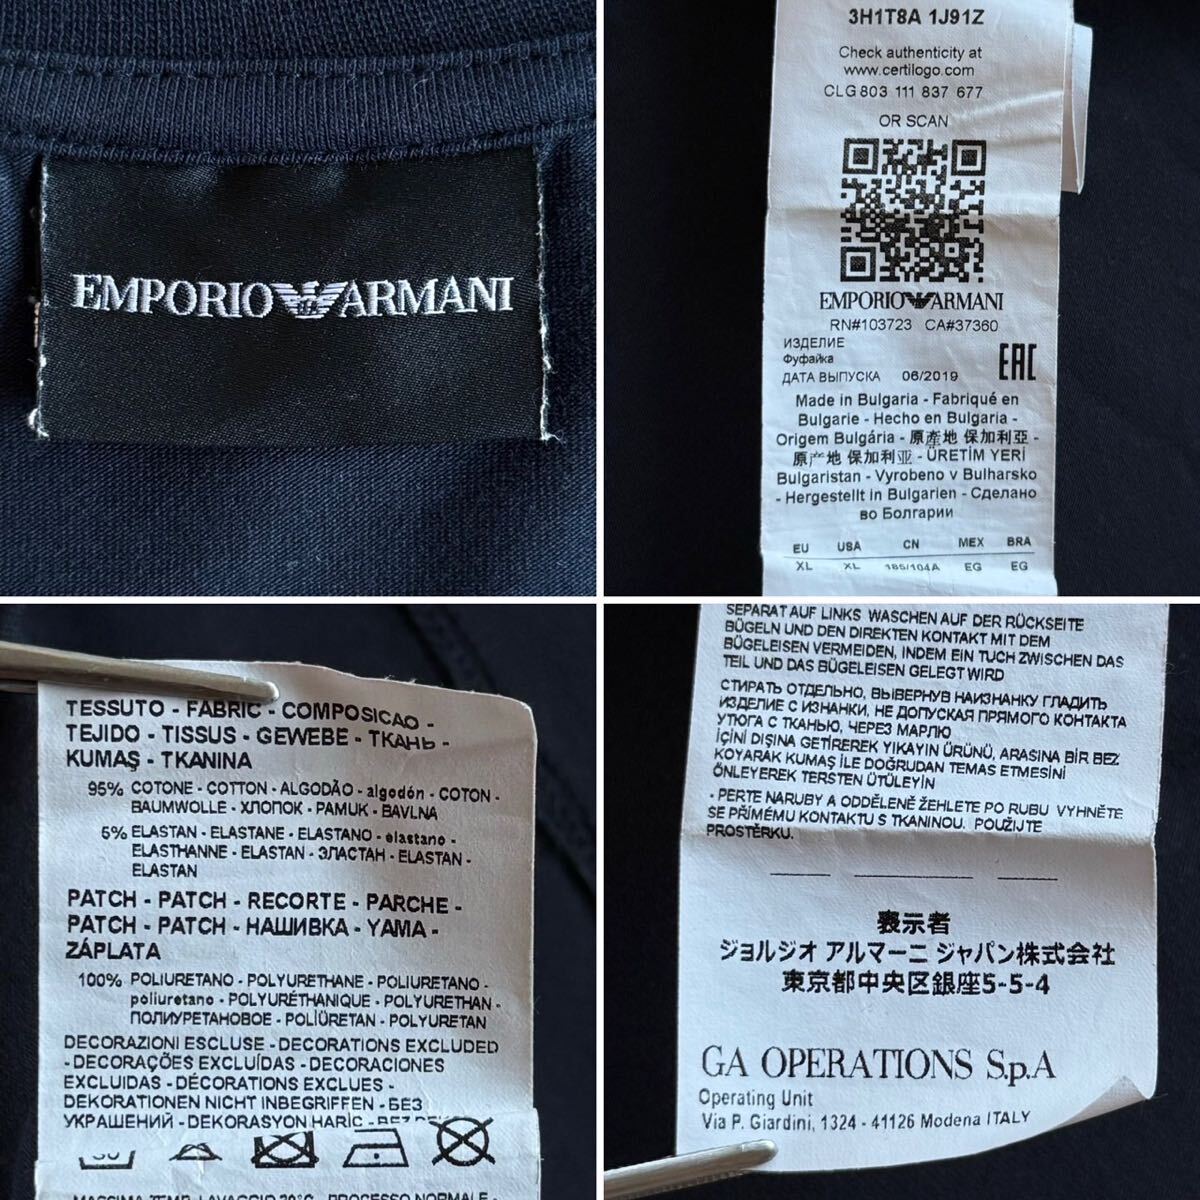 EMPORIO ARMANI
3H1T8A 1J91Z
Check authenticity at
www.certilogo.com
CLG 803 111 837 677
OR SCAN
EMPORIO ARMANI
RN#103723 CA#37360
ИЗДЕЛИЕ
Фуфайка
ДАТА ВЫПУСКА 06/2019
EAC
Made in Bulgaria - Fabriqué en
Bulgarie - Hecho en Bulgaria -
Origem Bulgária - 原產地 保加利亞 -
原产地 保加利亚 - ÜRETİM YERİ
Bulgaristan - Vyrobeno v Bulharsko
- Hergestellt in Bulgarien - Сделано
во Болгарии
EU USA CN MEX BRA
XL XL 185/104A EG EG
TESSUTO - FABRIC - COMPOSICAO -
TEJIDO - TISSUS - GEWEBE - ТКАНЬ -
KUMAŞ - TKANINA
95% COTONE - COTTON - ALGODÃO - algodón - COTON -
BAUMWOLLE - ХЛОПОК - PAMUK - BAVLNA
5% ELASTAN - ELASTANE - ELASTANO - elastano -
ELASTHANNE - ELASTAN - ЭЛАСТАН - ELASTAN -
ELASTAN
PATCH - PATCH - RECORTE - PARCHE -
PATCH - PATCH - НАШИВКА - YAMA -
ZÁPLATA
100% POLIURETANO - POLYURETHANE - POLIURETANO -
poliuretano - POLYURÉTHANIQUE - POLYURETHAN -
ПОЛИУРЕТАНОВОЕ - POLİÜRETAN - POLYURETAN
DECORAZIONI ESCLUSE - DECORATIONS EXCLUDED
- DECORAÇÕES EXCLUÍDAS - DECORACIONES
EXCLUIDAS - DÉCORATIONS EXCLUES -
DEKORATIONEN NICHT INBEGRIFFEN - БЕЗ
УКРАШЕНИЙ - DEKORASYON HARİÇ - BEZ
30
MASSIMA TEMP. LAVAGGIO 30°C - PROCESSO NORMALE -
SEPARAT AUF LINKS WASCHEN AUF DER RÜCKSEITE
BÜGELN UND DEN DIREKTEN KONTAKT MIT DEM
BÜGELEISEN VERMEIDEN, INDEM EIN TUCH ZWISCHEN DAS
TEIL UND DAS BÜGELEISEN GELEGT WIRD
СТИРАТЬ ОТДЕЛЬНО, ВЫВЕРНУВ НАИЗНАНКУ ГЛАДИТЬ
ИЗДЕЛИЕ С ИЗНАНКИ, НЕ ДОПУСКАЯ ПРЯМОГО КОНТАКТА
УТЮГА С ТКАНЬЮ, ЧЕРЕЗ МАРЛЮ
İÇİNİ DIŞINA GETİREREK YIKAYIN ÜRÜNÜ, ARASINA BİR BEZ
KOYARAK KUMAŞ İLE DOĞRUDAN TEMAS ETMESİNİ
ÖNLEYEREK TERSTEN ÜTÜLEYİN
- PERTE NARUBY A ODDĚLENĚ ŽEHLETE PO RUBU VYHNĚTE
SE PŘÍMÉMU KONTAKTU S TKANINOU. POUŽIJTE
PROSTĚRKU.
表示者
ジョルジオ アルマーニ ジャパン株式会社
東京都中央区銀座5-5-4
GA OPERATIONS S.p.A
Operating Unit
Via P. Giardini, 1324 - 41126 Modena ITALY